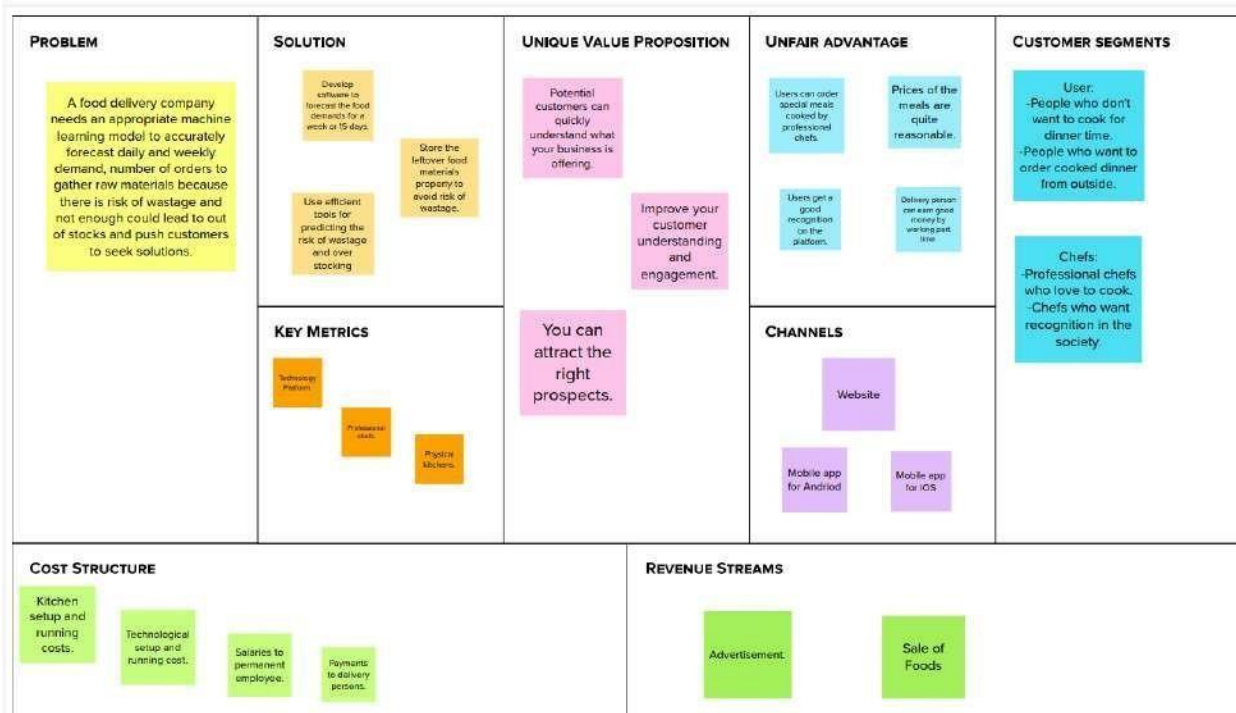 PROBLEM
A food delivery company
needs an appropriate machine
learning model to accurately
forecast daily and weekly
demand, number of orders to
gather raw materials because
there is risk of wastage and
not enough could lead to out
of stocks and push customers
to seek solutions.
SOLUTION
Develop
software to
forecast the food
demands for a
week or 15 days.
Store the
leftover food
materials
properly to
avoid risk of
wastage.
Use efficient
tools for
predicting the
risk of wastage
and over
stocking
KEY METRICS
Technology
Platform
Professional
Physical
Kitchens.
UNIQUE VALUE PROPOSITION
Potential
customers can
quickly
understand what
your business is
offering.
Improve your
customer
understanding
and
engagement.
You can
attract the
right
prospects.
UNFAIR ADVANTAGE
Users can order
special meals
cooked by
professional
chefs.
Prices of the
meals are
quite
reasonable.
Users get a
good
recognition
on the
platform.
Delivery person
can earn good
money by
working part
time
CHANNELS
Website
Mobile app
for Andriod
Mobile app
for iOS
CUSTOMER SEGMENTS
User:
-People who don't
want to cook for
dinner time.
-People who want to
order cooked dinner
from outside.
Chefs:
-Professional chefs
who love to cook.
-Chefs who want
recognition in the
society.
COST STRUCTURE
Kitchen
setup and
running
costs.
Technological
setup and
running cost.
Salaries to
permanent
employee.
Payments
to delivery
persons.
REVENUE STREAMS
Advertisement.
Sale of
Foods